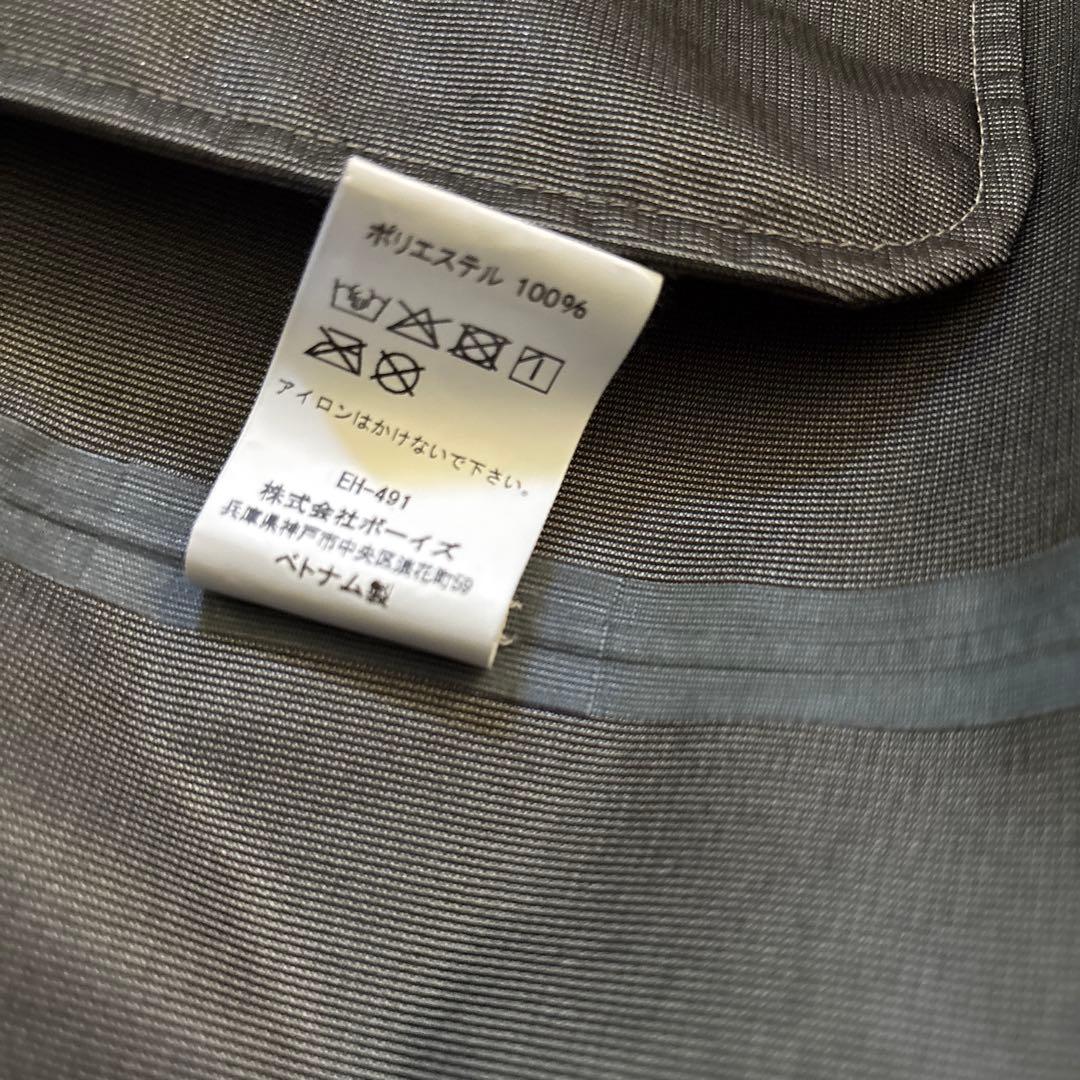 ポリエステル 100%
アイロンはかけないで下さい。
EH-491
株式会社ボーイズ
兵庫県神戸市中央区浪花町59
ベトナム製